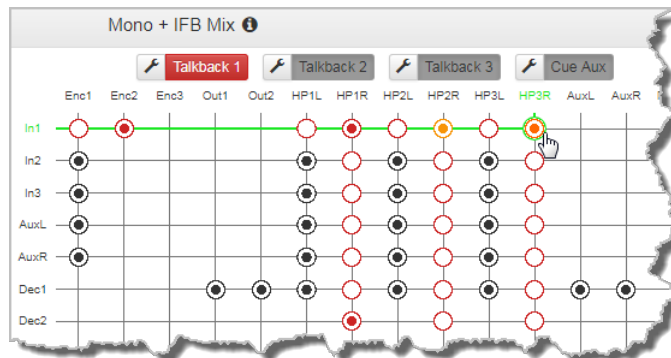 Mono + IFB Mix i
Talkback 1 Talkback 2 Talkback 3 Cue Aux
Enc1 Enc2 Enc3 Out1 Out2 HP1L HP1R HP2L HP2R HP3L HP3R AuxL AuxR
In1
In2
In3
AuxL
AuxR
Dec1
Dec2